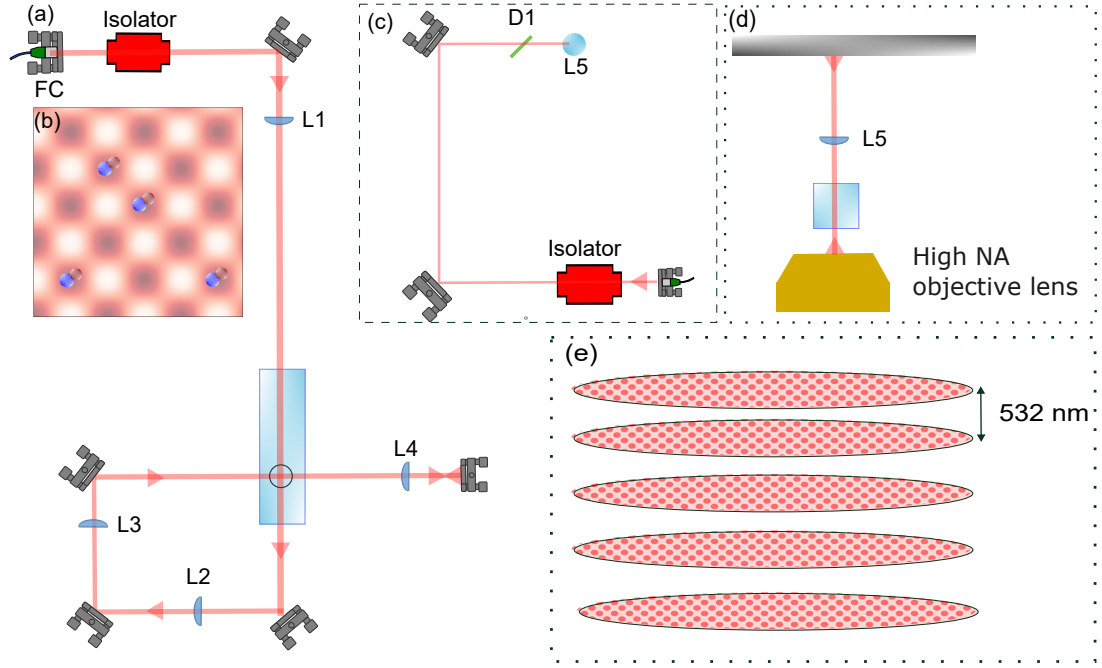 (a)
Isolator
FC
L1
(b)
L4
L3
L2
(c)
D1
L5
Isolator
(d)
L5
High NA
objective lens
(e)
532 nm